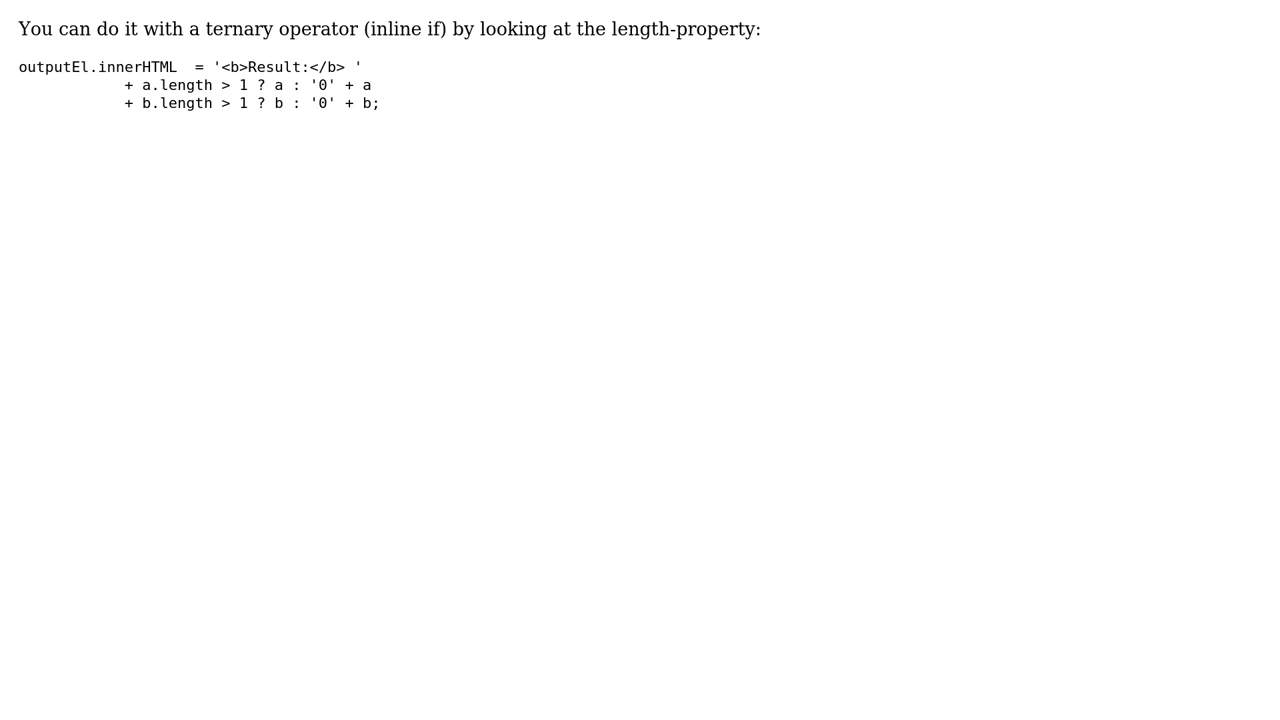 You can do it with a ternary operator (inline if) by looking at the length-property:
outputEl.innerHTML  = '<b>Result:</b> '
            + a.length > 1 ? a : '0' + a
            + b.length > 1 ? b : '0' + b;